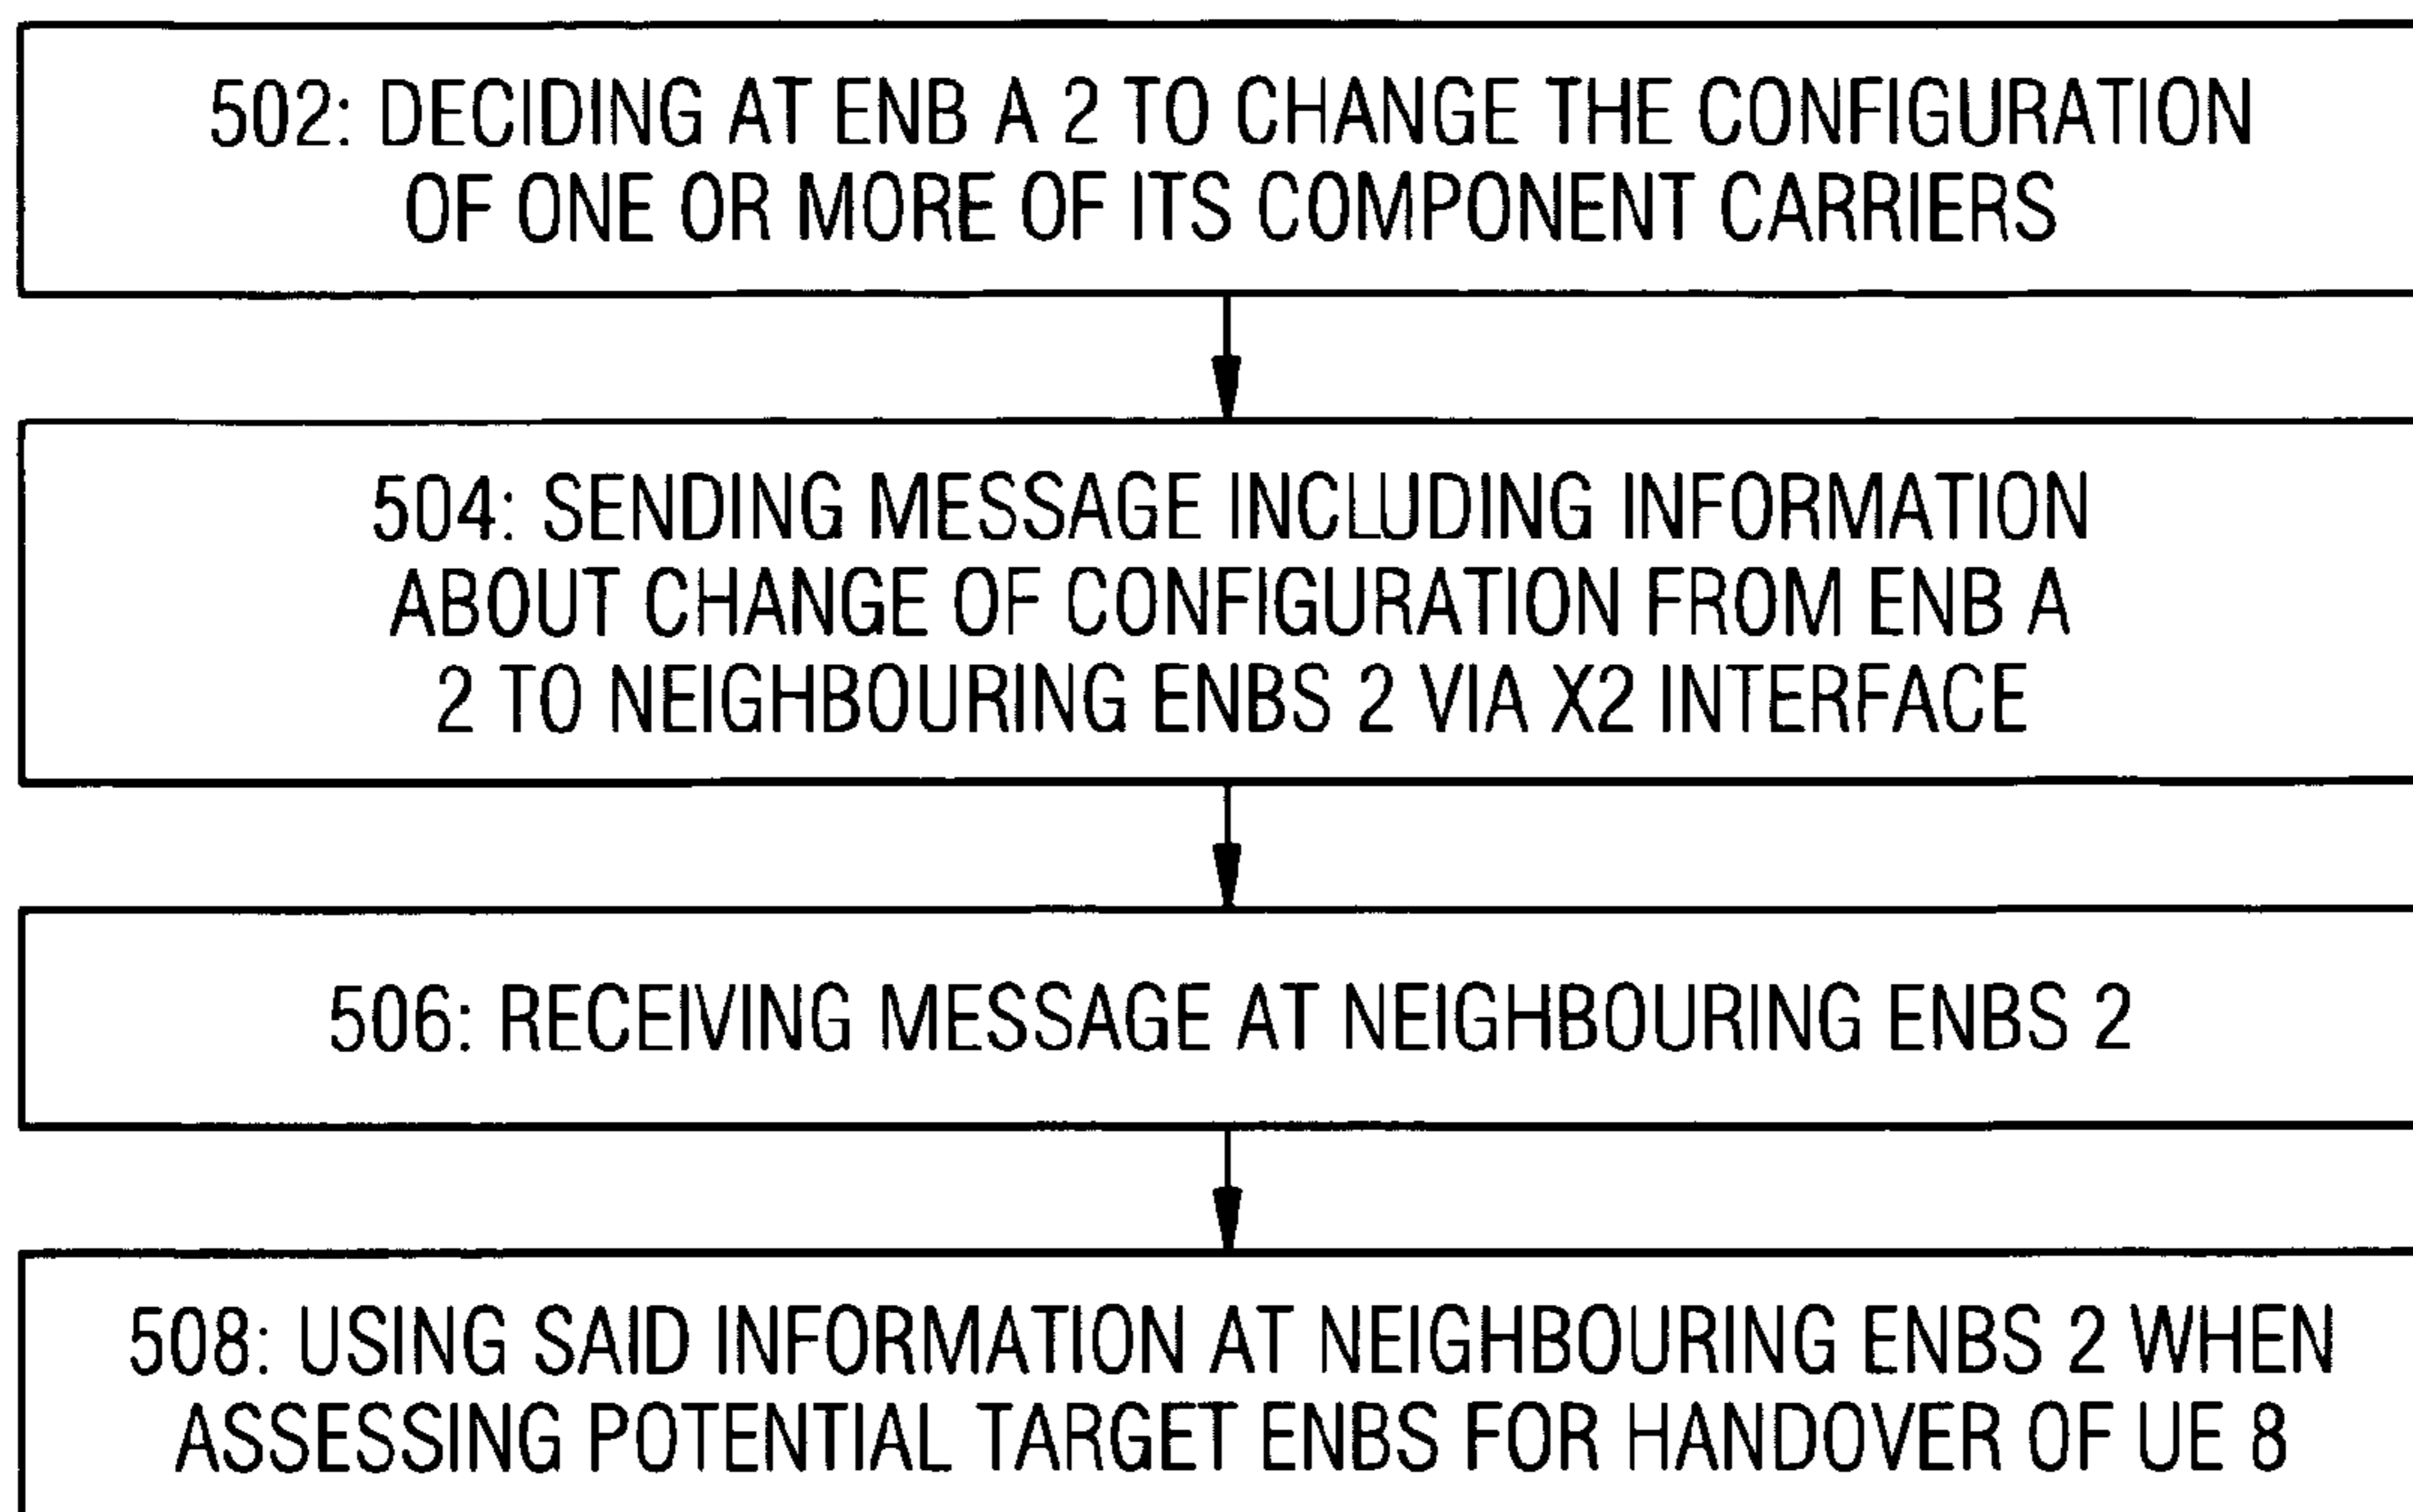 502: DECIDING AT ENB A 2 TO CHANGE THE CONFIGURATION
OF ONE OR MORE OF ITS COMPONENT CARRIERS
504: SENDING MESSAGE INCLUDING INFORMATION
ABOUT CHANGE OF CONFIGURATION FROM ENB A
2 TO NEIGHBOURING ENBS 2 VIA X2 INTERFACE
506: RECEIVING MESSAGE AT NEIGHBOURING ENBS 2
508: USING SAID INFORMATION AT NEIGHBOURING ENBS 2 WHEN
ASSESSING POTENTIAL TARGET ENBS FOR HANDOVER OF UE 8